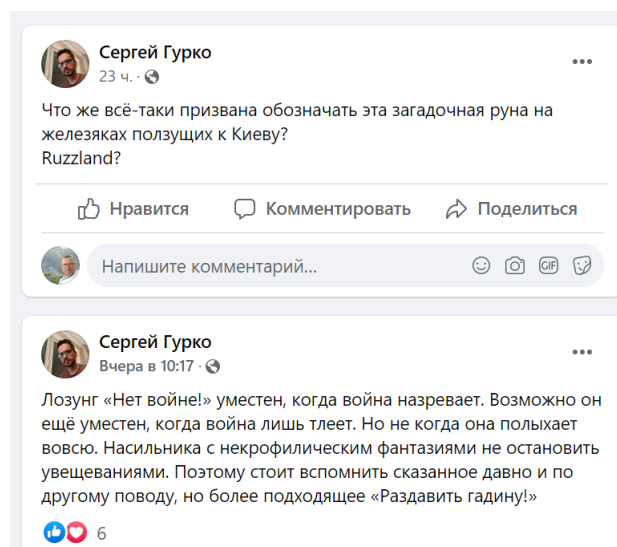 Сергей Гурко
23 ч. ·
Что же всё-таки призвана обозначать эта загадочная руна на
железяках ползущих к Киеву?
Ruzzland?
Нравится Комментировать Поделиться
Напишите комментарий... GIF
Сергей Гурко
Вчера в 10:17 ·
Лозунг «Нет войне!» уместен, когда война назревает. Возможно он
ещё уместен, когда война лишь тлеет. Но не когда она полыхает
вовсю. Насильника с некрофилическим фантазиями не остановить
увещеваниями. Поэтому стоит вспомнить сказанное давно и по
другому поводу, но более подходящее «Раздавить гадину!»
6